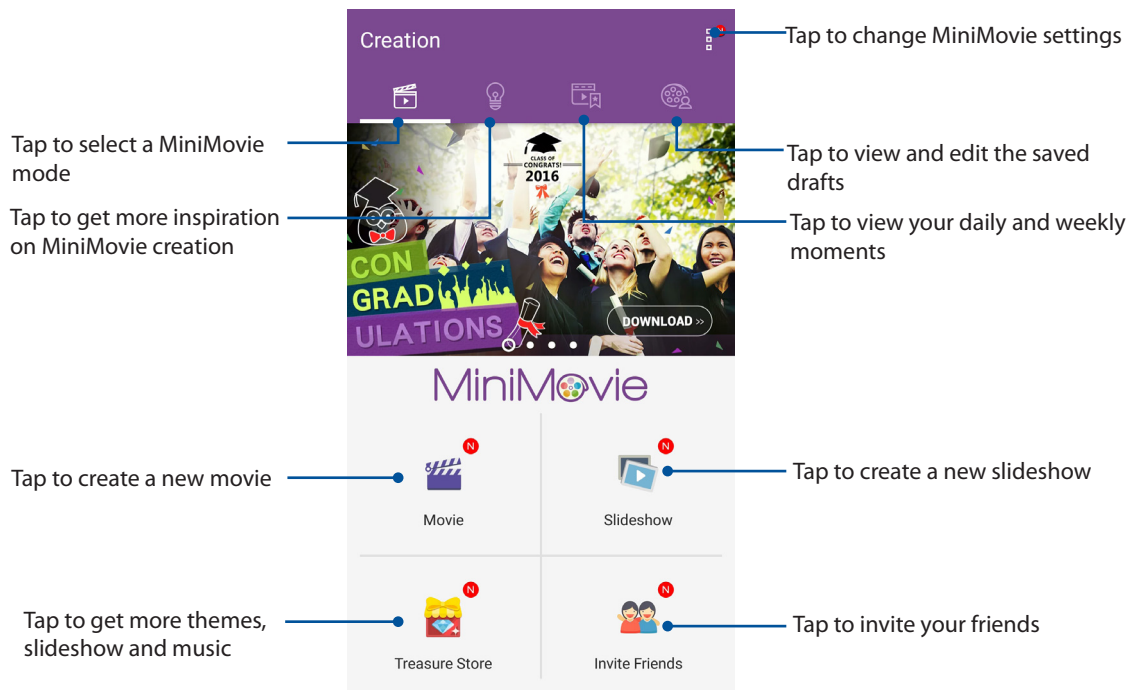 Creation
N
Tap to change MiniMovie settings
Tap to select a MiniMovie
mode
Tap to get more inspiration
on MiniMovie creation
Tap to view and edit the saved
drafts
Tap to view your daily and weekly
moments
CLASS OF
CONGRATS!
2016
CON
GRAD
ULATIONS
DOWNLOAD »
MiniMovie
Tap to create a new movie
N
Movie
N
Slideshow
Tap to create a new slideshow
Tap to get more themes,
slideshow and music
N
Treasure Store
N
Invite Friends
Tap to invite your friends